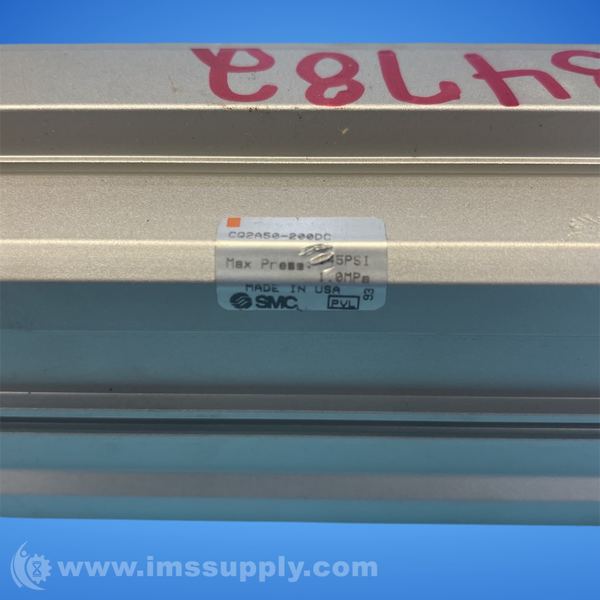 CQ2A50-200DC
Max Press. 145PSI
1.0MPa
MADE IN USA
SMC PVL 93
www.imssupply.com